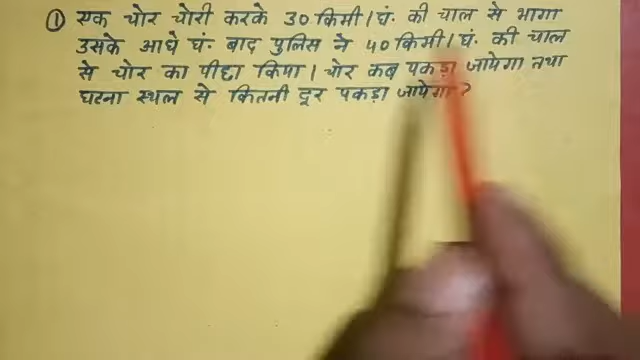 ① एक चोर चोरी करके 30 किमी/घं. की चाल से भागा
उसके आधे घं. बाद पुलिस ने 40 किमी/घं. की चाल
से चोर का पीछा किया। चोर कब पकड़ा जायेगा तथा
घटना स्थल से कितनी दूर पकड़ा जायेगा?